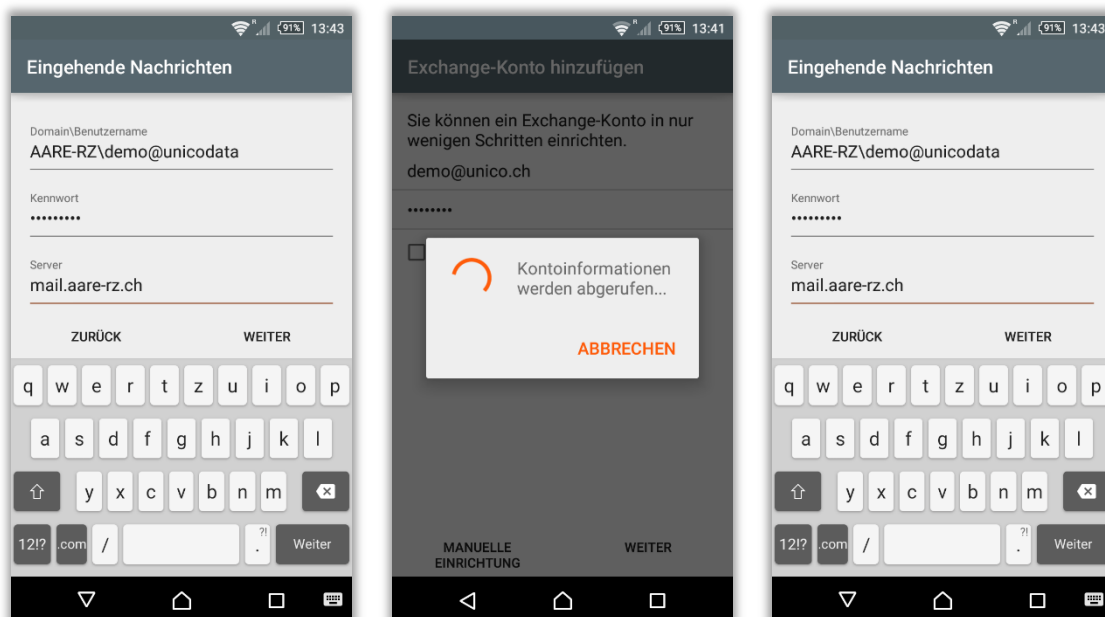 R 91% 13:43
Eingehende Nachrichten
Domain\Benutzername
AARE-RZ\demo@unicodata
Kennwort
•••••••••
Server
mail.aare-rz.ch
ZURÜCK WEITER
q w e r t z u i o p
a s d f g h j k l
y x c v b n m
12!? .com / ?! . Weiter
R 91% 13:41
Exchange-Konto hinzufügen
Sie können ein Exchange-Konto in nur
wenigen Schritten einrichten.
demo@unico.ch
••••••••
Kontoinformationen
werden abgerufen...
ABBRECHEN
MANUELLE
EINRICHTUNG
WEITER
R 91% 13:43
Eingehende Nachrichten
Domain\Benutzername
AARE-RZ\demo@unicodata
Kennwort
•••••••••
Server
mail.aare-rz.ch
ZURÜCK WEITER
q w e r t z u i o p
a s d f g h j k l
y x c v b n m
12!? .com / ?! . Weiter